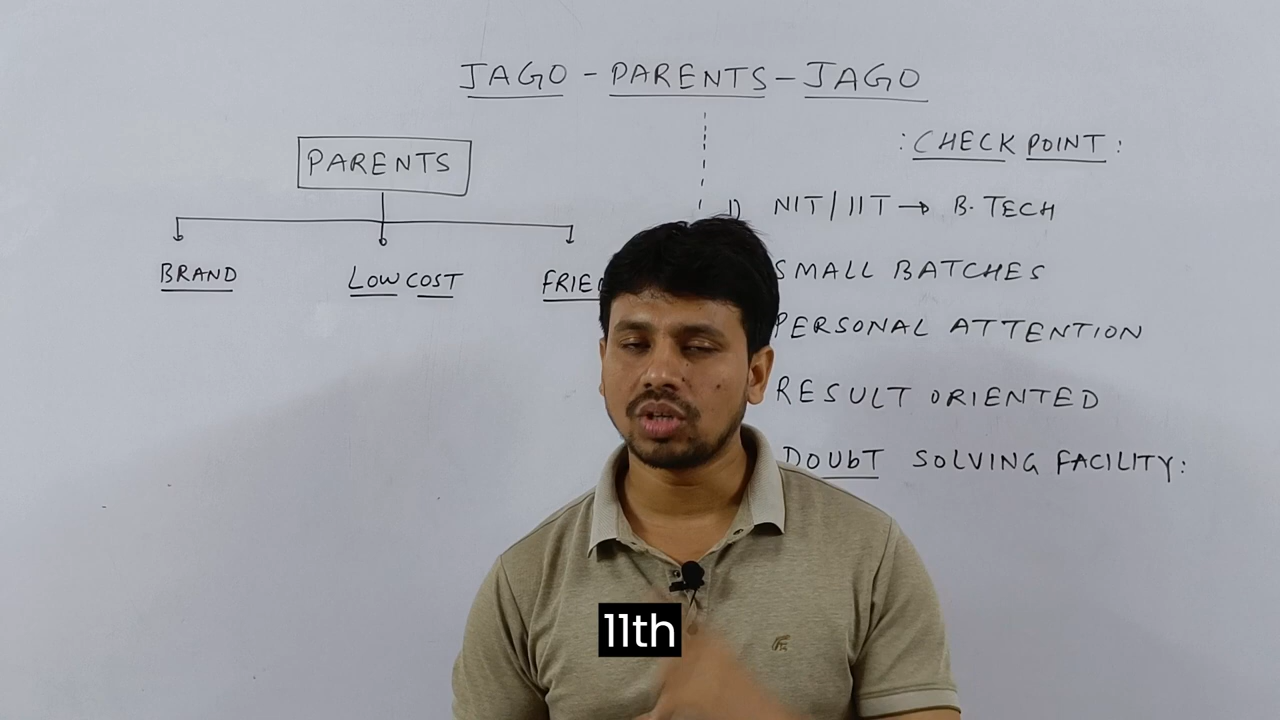 JAGO - PARENTS - JAGO
PARENTS
BRAND LOW COST
: CHECK POINT :
1) NIT / IIT → B. TECH
SMALL BATCHES
PERSONAL ATTENTION
RESULT ORIENTED
DOUbT SOLVING FACILITY:
11th